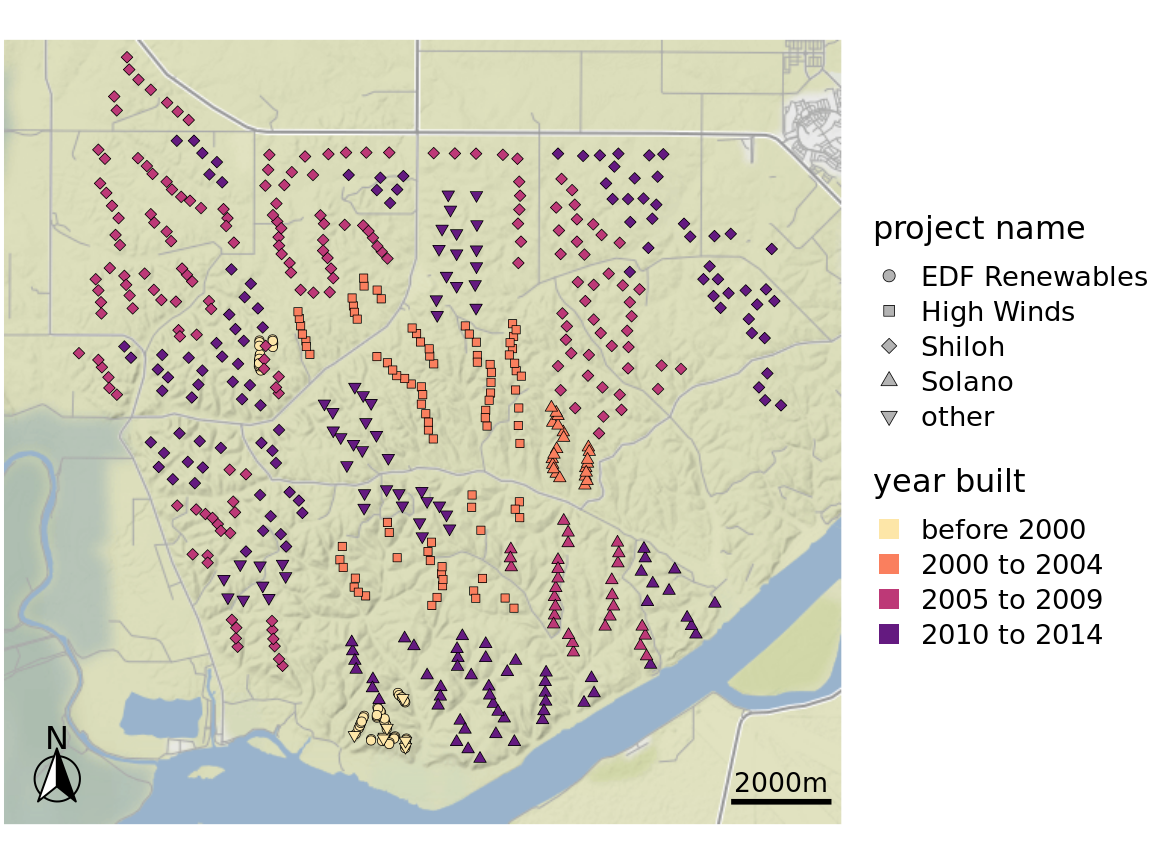 project name
EDF Renewables
High Winds
Shiloh
Solano
other
year built
before 2000
2000 to 2004
2005 to 2009
2010 to 2014
N
2000m